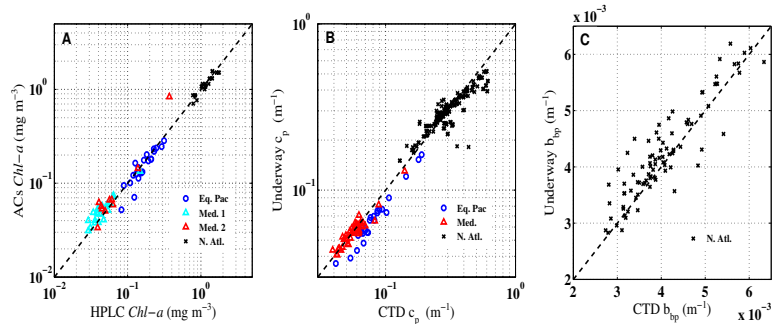 A
AC-s Chl-a (mg m⁻³)
10⁰
10⁻¹
10⁻²
10⁻²
10⁻¹
10⁰
HPLC Chl-a (mg m⁻³)
Eq. Pac
Med. 1
Med. 2
N. Atl.
B
Underway cₚ (m⁻¹)
10⁻¹
10⁻¹
10⁰
CTD cₚ (m⁻¹)
Eq. Pac
Med.
N. Atl.
x 10⁻³
C
Underway b_bp (m⁻¹)
6
5
4
3
2
2
3
4
5
6
CTD b_bp (m⁻¹)
x 10⁻³
N. Atl.